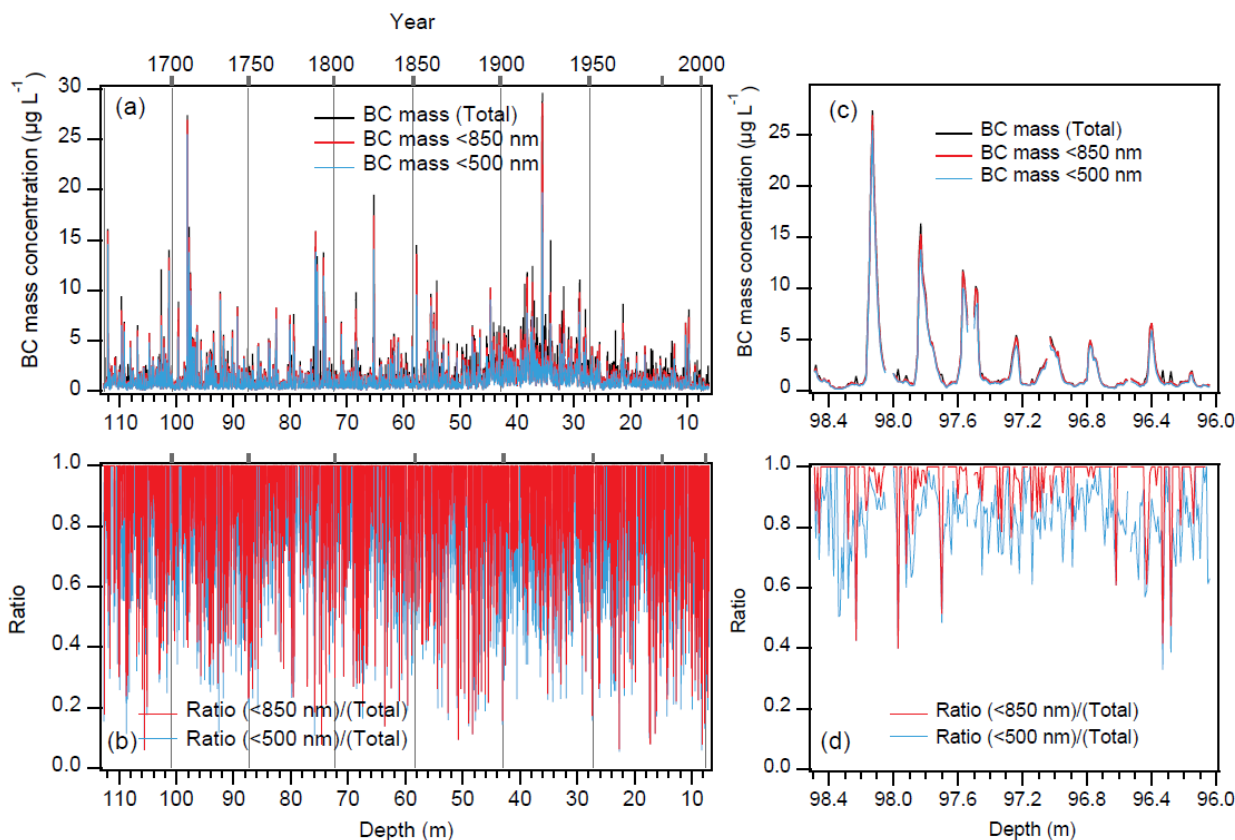 Year
1700 1750 1800 1850 1900 1950 2000
(a)
BC mass (Total)
BC mass <850 nm
BC mass <500 nm
BC mass concentration (µg L⁻¹)
30
25
20
15
10
5
0
110 100 90 80 70 60 50 40 30 20 10
(c)
BC mass (Total)
BC mass <850 nm
BC mass <500 nm
BC mass concentration (µg L⁻¹)
25
20
15
10
5
0
98.4 98.0 97.6 97.2 96.8 96.4 96.0
Ratio
1.0
0.8
0.6
0.4
0.2
0.0
Ratio (<850 nm)/(Total)
Ratio (<500 nm)/(Total)
(b)
110 100 90 80 70 60 50 40 30 20 10
Depth (m)
Ratio
1.0
0.8
0.6
0.4
0.2
0.0
Ratio (<850 nm)/(Total)
Ratio (<500 nm)/(Total)
(d)
98.4 98.0 97.6 97.2 96.8 96.4 96.0
Depth (m)